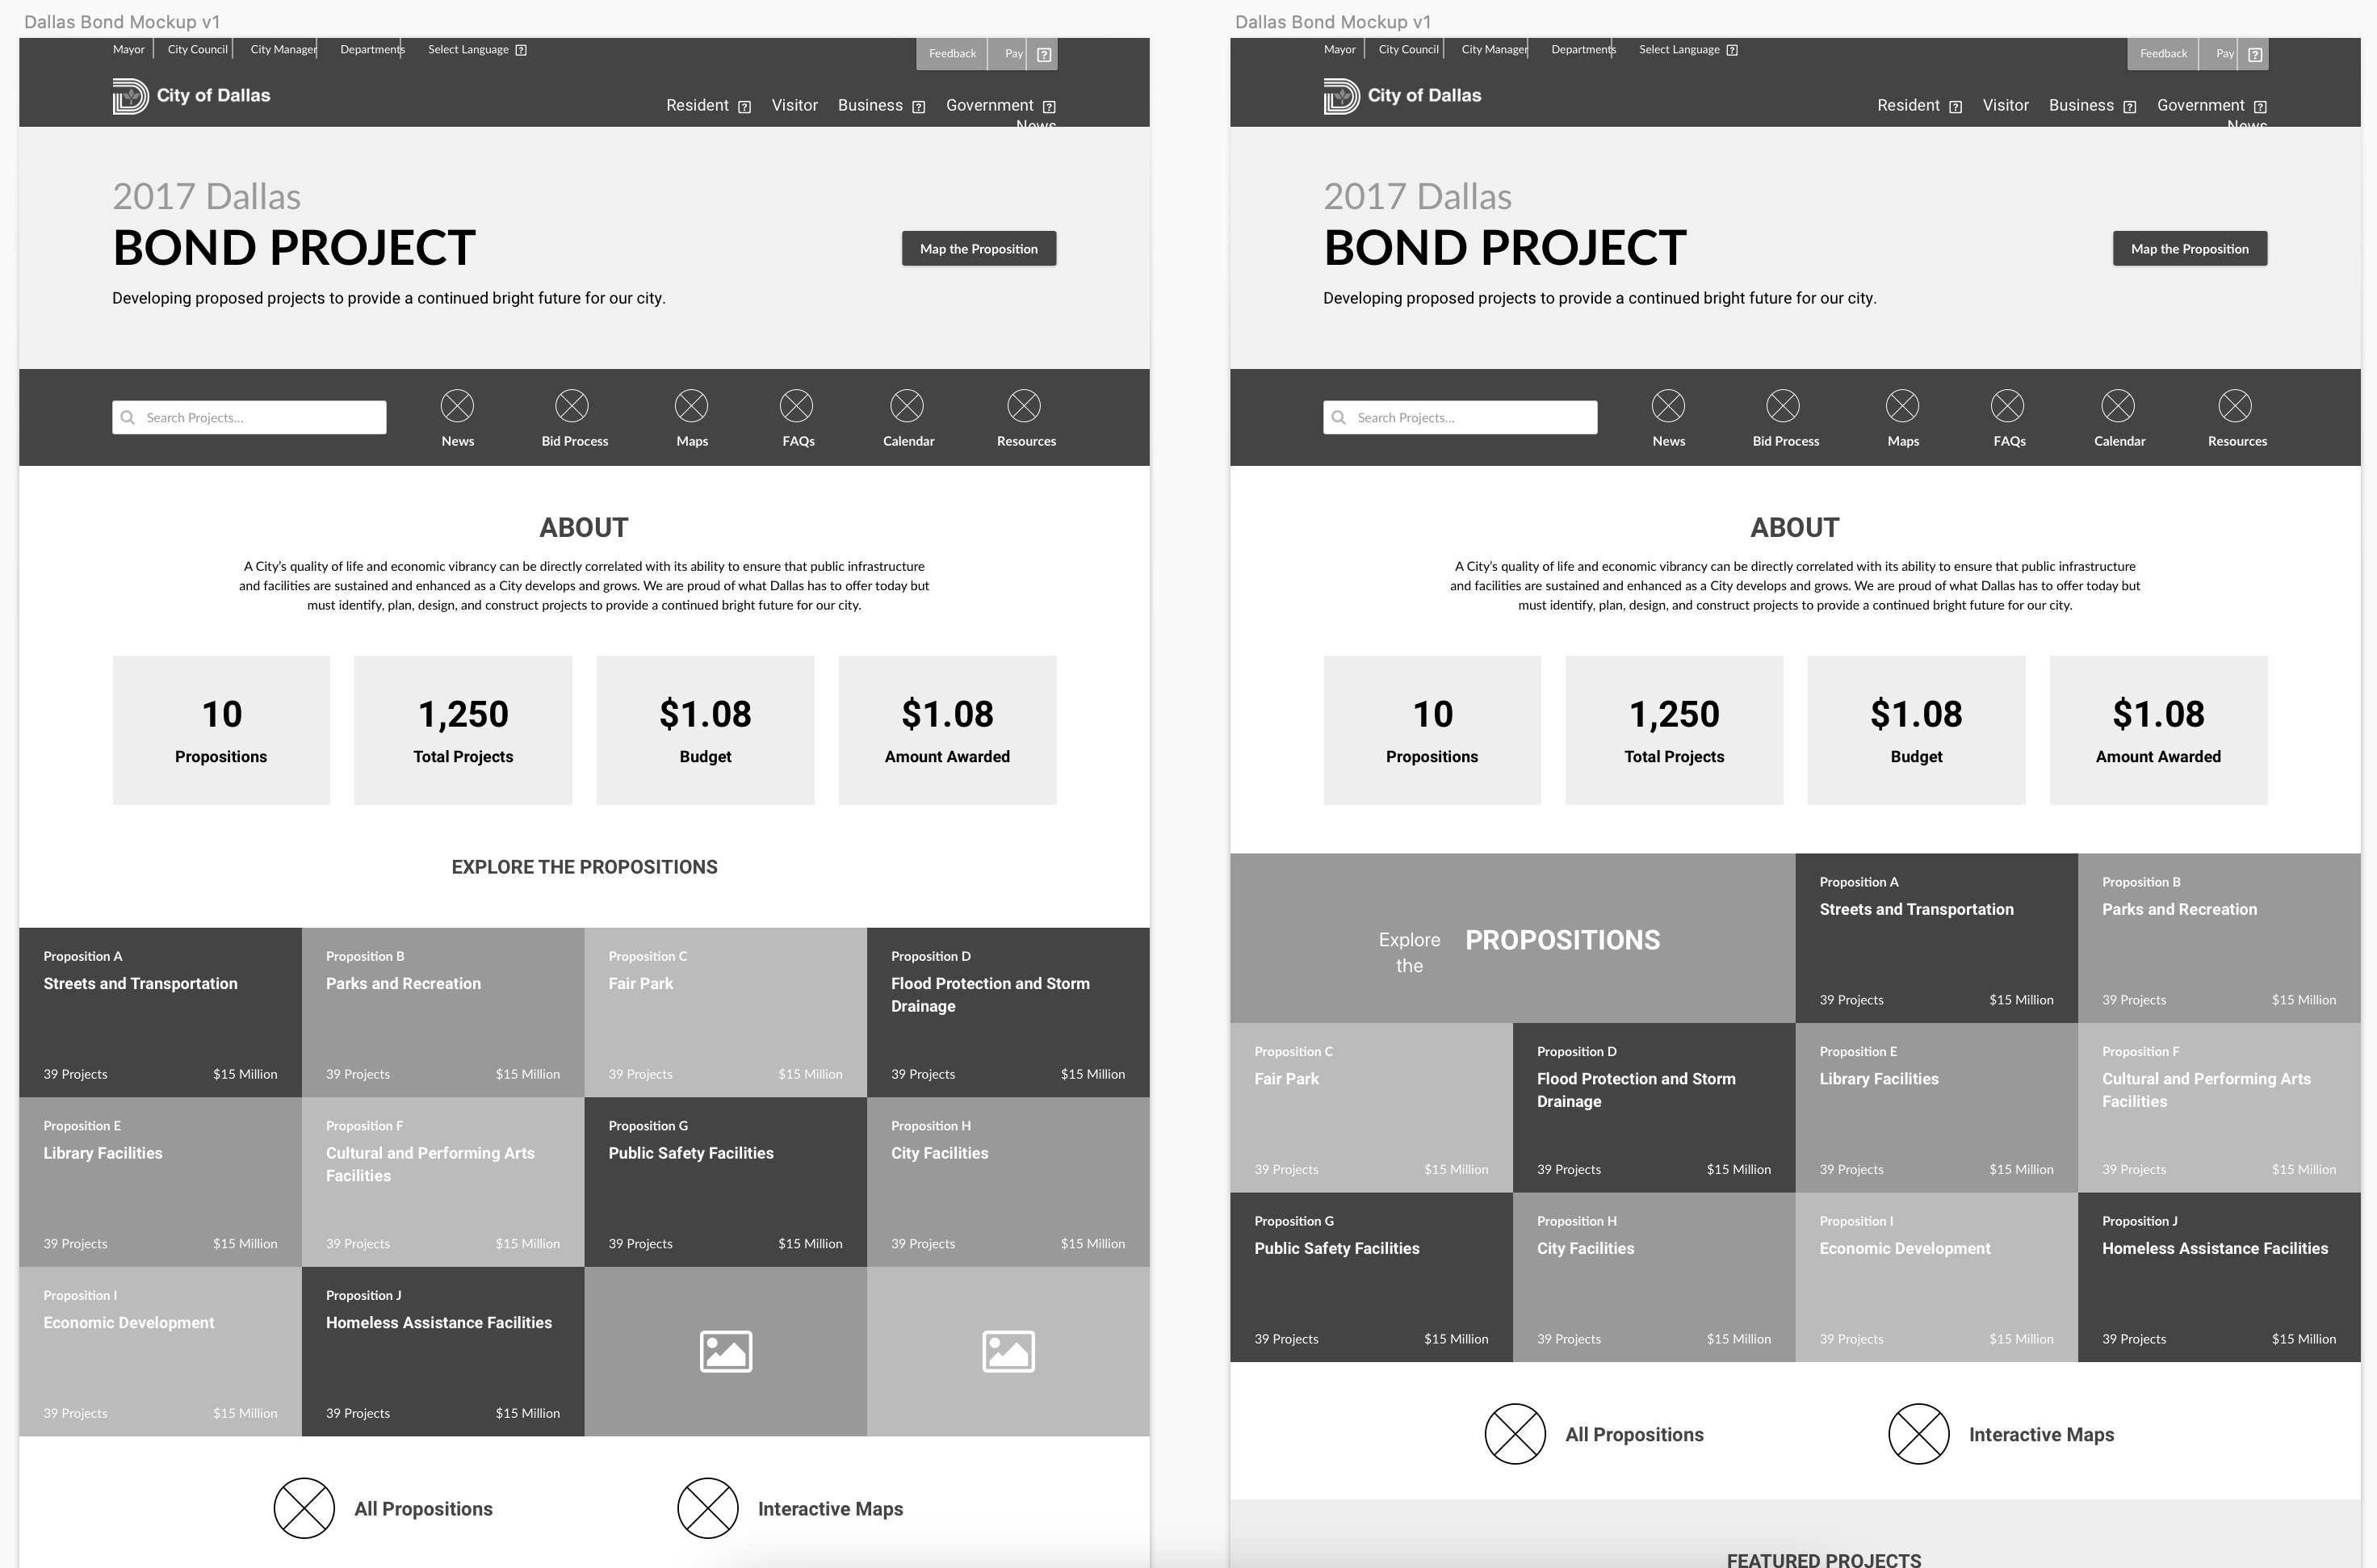 Dallas Bond Mockup v1
Mayor City Council City Manager Departments Select Language ?
Feedback Pay ?
City of Dallas
Resident ? Visitor Business ? Government ?
News
2017 Dallas
BOND PROJECT
Map the Proposition
Developing proposed projects to provide a continued bright future for our city.
Search Projects...
News Bid Process Maps FAQs Calendar Resources
ABOUT
A City's quality of life and economic vibrancy can be directly correlated with its ability to ensure that public infrastructure
and facilities are sustained and enhanced as a City develops and grows. We are proud of what Dallas has to offer today but
must identify, plan, design, and construct projects to provide a continued bright future for our city.
10 1,250 $1.08 $1.08
Propositions Total Projects Budget Amount Awarded
EXPLORE THE PROPOSITIONS
Proposition A
Streets and Transportation
39 Projects $15 Million
Proposition B
Parks and Recreation
39 Projects $15 Million
Proposition C
Fair Park
39 Projects $15 Million
Proposition D
Flood Protection and Storm
Drainage
39 Projects $15 Million
Proposition E
Library Facilities
39 Projects $15 Million
Proposition F
Cultural and Performing Arts
Facilities
39 Projects $15 Million
Proposition G
Public Safety Facilities
39 Projects $15 Million
Proposition H
City Facilities
39 Projects $15 Million
Proposition I
Economic Development
39 Projects $15 Million
Proposition J
Homeless Assistance Facilities
39 Projects $15 Million
All Propositions Interactive Maps
Dallas Bond Mockup v1
Mayor City Council City Manager Departments Select Language ?
Feedback Pay ?
City of Dallas
Resident ? Visitor Business ? Government ?
News
2017 Dallas
BOND PROJECT
Map the Proposition
Developing proposed projects to provide a continued bright future for our city.
Search Projects...
News Bid Process Maps FAQs Calendar Resources
ABOUT
A City's quality of life and economic vibrancy can be directly correlated with its ability to ensure that public infrastructure
and facilities are sustained and enhanced as a City develops and grows. We are proud of what Dallas has to offer today but
must identify, plan, design, and construct projects to provide a continued bright future for our city.
10 1,250 $1.08 $1.08
Propositions Total Projects Budget Amount Awarded
Explore
the
PROPOSITIONS
Proposition A
Streets and Transportation
39 Projects $15 Million
Proposition B
Parks and Recreation
39 Projects $15 Million
Proposition C
Fair Park
39 Projects $15 Million
Proposition D
Flood Protection and Storm
Drainage
39 Projects $15 Million
Proposition E
Library Facilities
39 Projects $15 Million
Proposition F
Cultural and Performing Arts
Facilities
39 Projects $15 Million
Proposition G
Public Safety Facilities
39 Projects $15 Million
Proposition H
City Facilities
39 Projects $15 Million
Proposition I
Economic Development
39 Projects $15 Million
Proposition J
Homeless Assistance Facilities
39 Projects $15 Million
All Propositions Interactive Maps
FEATURED PROJECTS